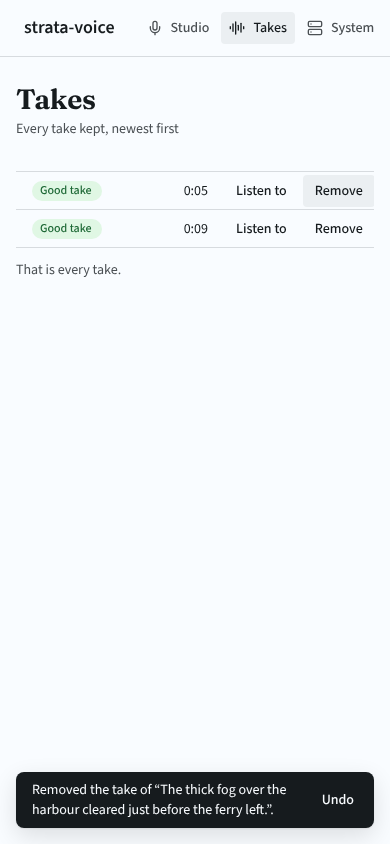 strata-voice Studio Takes System
Takes
Every take kept, newest first
Good take 0:05 Listen to Remove
Good take 0:09 Listen to Remove
That is every take.
Removed the take of “The thick fog over the
harbour cleared just before the ferry left.”. Undo